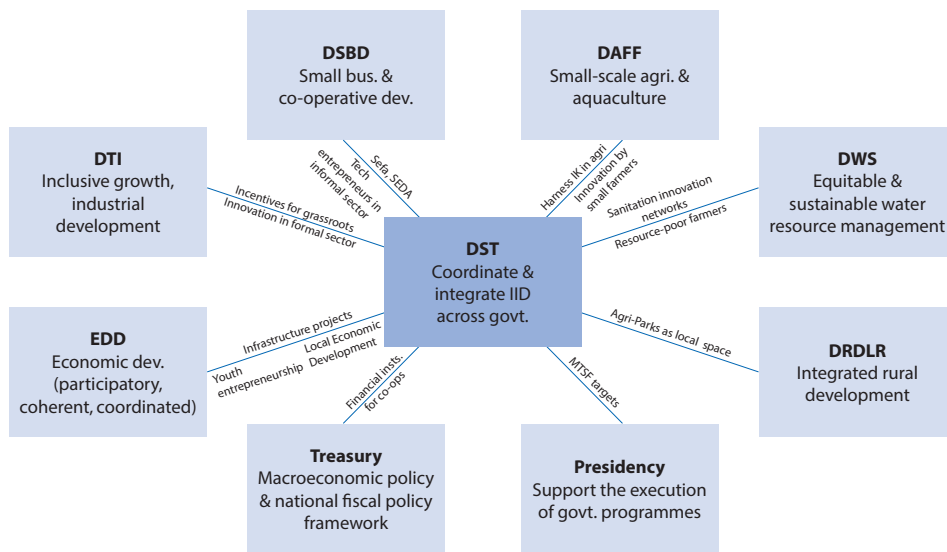 DSBD
Small bus. &
co-operative dev.
DAFF
Small-scale agri. &
aquaculture
DTI
Inclusive growth,
industrial
development
DWS
Equitable &
sustainable water
resource management
Sefa, SEDA
Tech
entrepreneurs in
informal sector
Harness IK in agri
Innovation by
small farmers
Incentives for grassroots
Innovation in formal sector
Sanitation innovation
networks
Resource-poor farmers
DST
Coordinate &
integrate IID
across govt.
EDD
Economic dev.
(participatory,
coherent, coordinated)
Infrastructure projects
Local Economic
Development
Youth
entrepreneurship
Agri-Parks as local space
DRDLR
Integrated rural
development
Financial insts.
for co-ops
MTSF targets
Treasury
Macroeconomic policy
& national fiscal policy
framework
Presidency
Support the execution
of govt. programmes